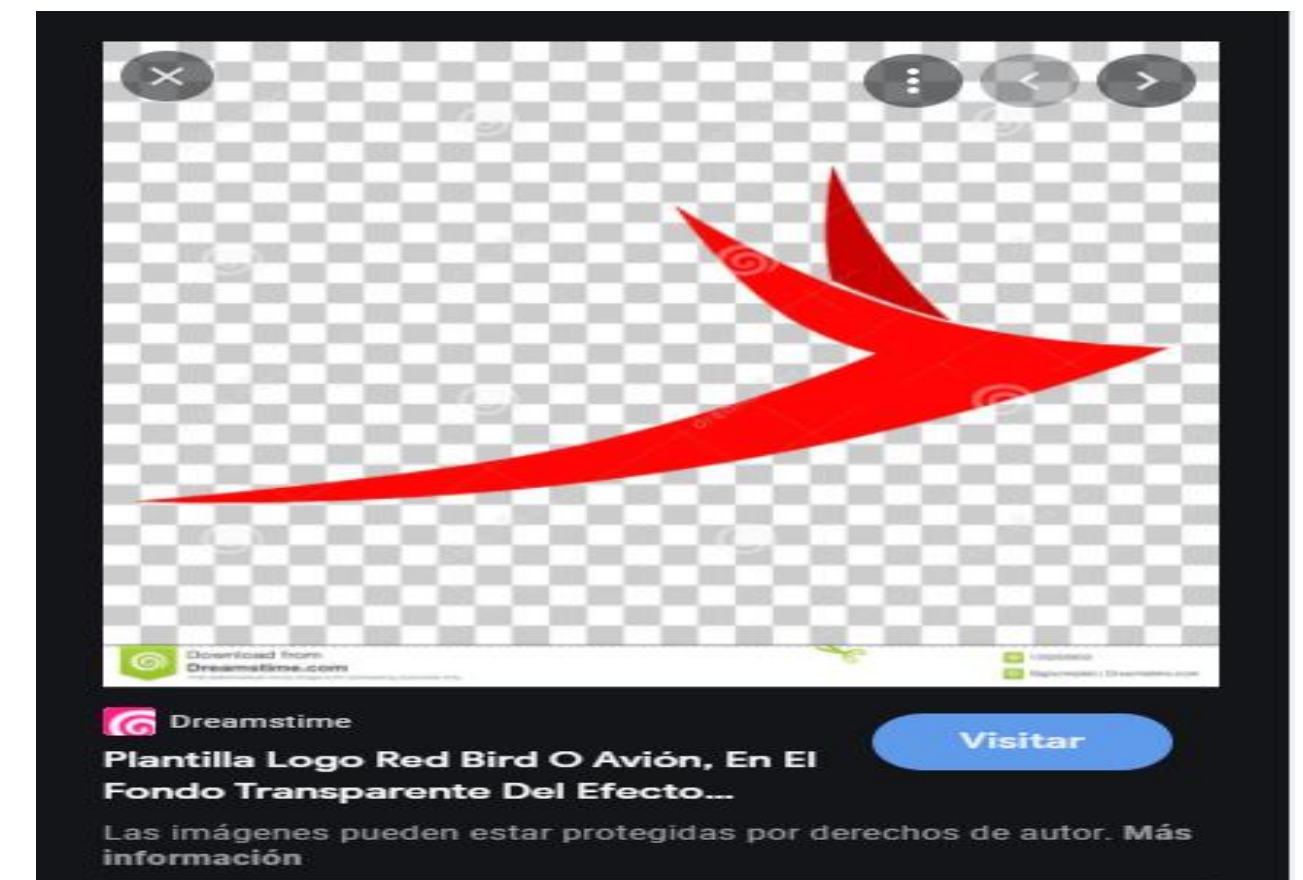 Download from
Dreamstime.com
Dreamstime
Visitar
Plantilla Logo Red Bird O Avión, En El
Fondo Transparente Del Efecto...
Las imágenes pueden estar protegidas por derechos de autor. Más
información